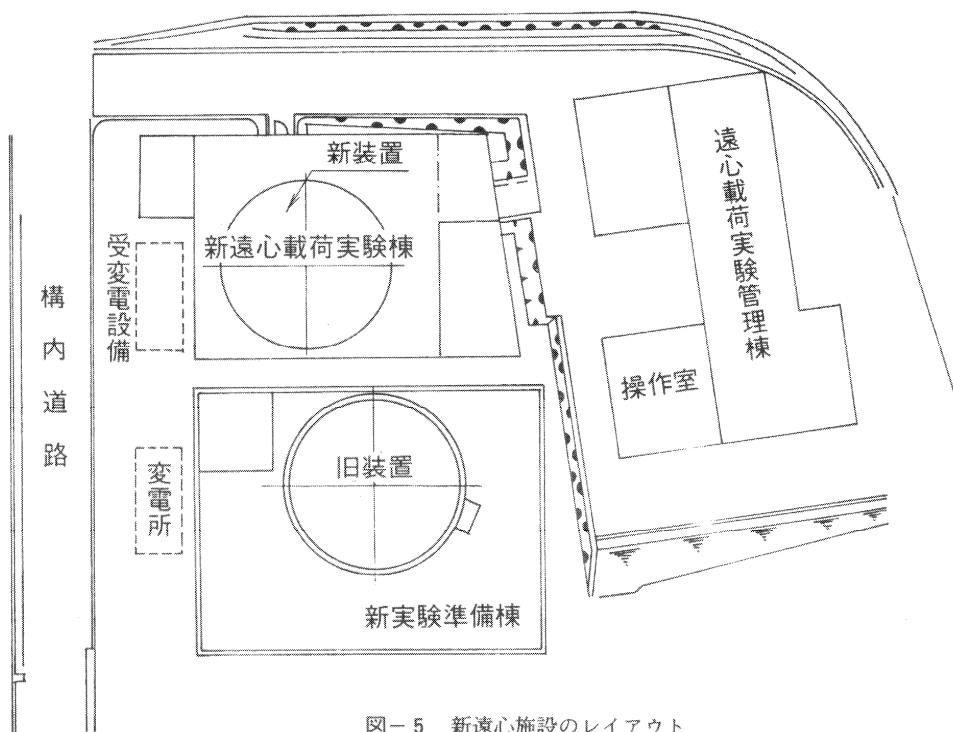 新装置
新遠心載荷実験棟
受変電設備
構内道路
遠心載荷実験管理棟
操作室
旧装置
変電所
新実験準備棟
図－5 新遠心施設のレイアウト